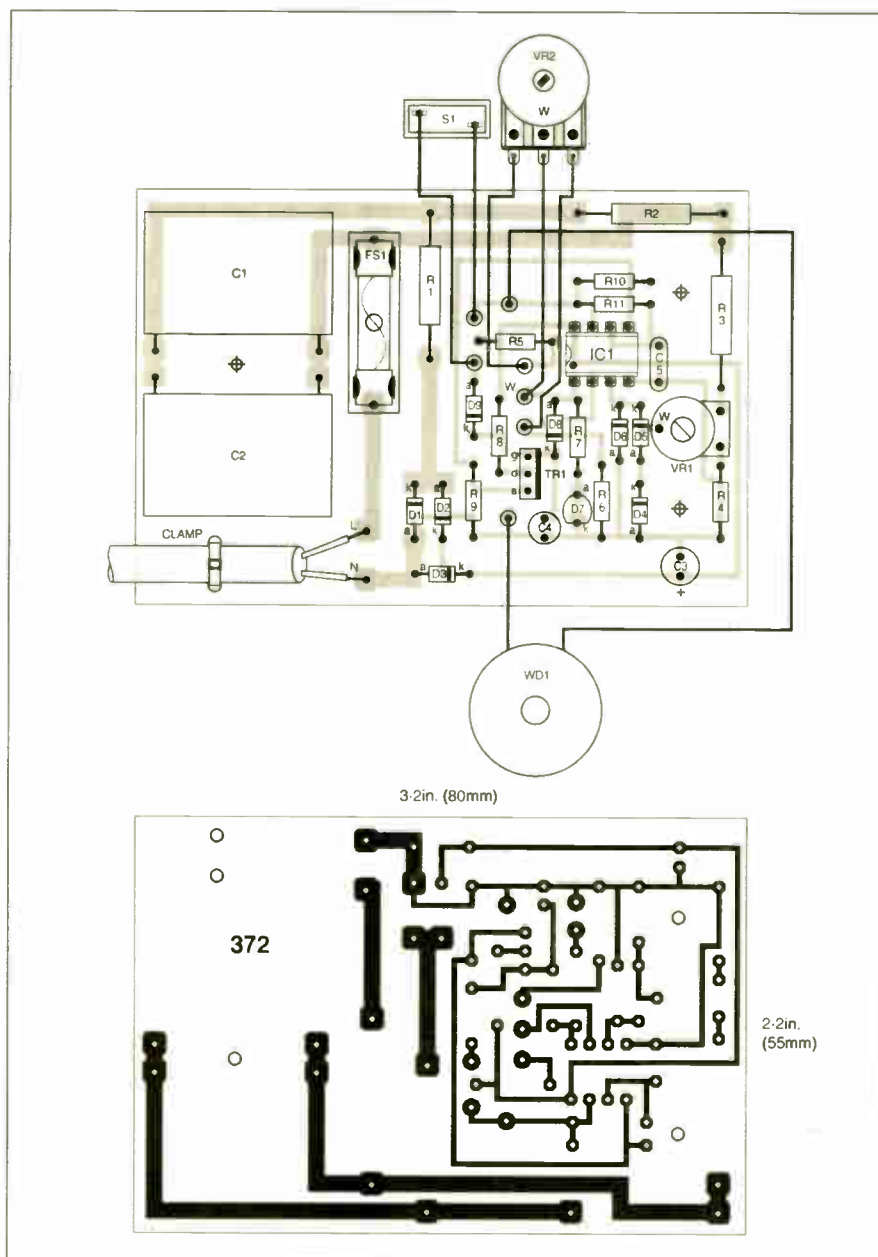 VR2
W
S1
R2
C1
FS1
R
1
R10
R11
R
3
R5
IC1
C
5
a
D9
k
W
R
8
a
D8
k
R
7
k
D6
a
k
D5
a
W
VR1
C2
g
d
s
TR1
k
D1
a
a
D2
k
R
9
C4
a
D7
k
R
6
k
D4
a
R
4
CLAMP
L
N
a
D3
k
C3
+
WD1
3·2in. (80mm)
372
2·2in.
(55mm)